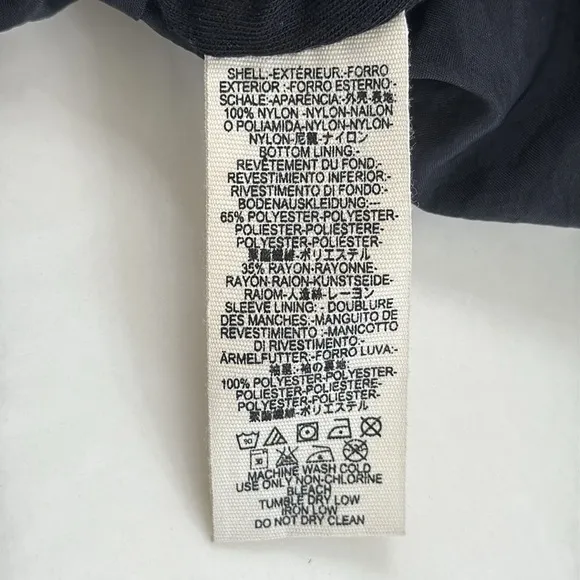 SHELL:-EXTÉRIEUR:-FORRO
EXTERIOR :-FORRO ESTERNO:-
SCHALE:-APARÊNCIA:-外壳:-表地:
100% NYLON -NYLON-NAILON
O POLIAMIDA-NYLON-NYLON-
NYLON-尼龍-ナイロン
BOTTOM LINING:-
REVÊTEMENT DU FOND:-
REVESTIMIENTO INFERIOR:-
RIVESTIMENTO DI FONDO:-
BODENAUSKLEIDUNG:—
65% POLYESTER-POLYESTER-
POLIESTER-POLIESTERE-
POLYESTER-POLIÉSTER-
聚酯纖維-ポリエステル
35% RAYON-RAYONNE-
RAYON-RAION-KUNSTSEIDE-
RAIOM-人造絲-レーヨン
SLEEVE LINING: - DOUBLURE
DES MANCHES:-MANGUITO DE
REVESTIMIENTO :-MANICOTTO
DI RIVESTIMENTO:-
ÄRMELFUTTER:-FORRO LUVA:-
袖里:-袖の裏地:
100% POLYESTER-POLYESTER-
POLIESTER-POLIESTERE-
POLYESTER-POLIÉSTER-
聚酯纖維-ポリエステル
MACHINE WASH COLD
USE ONLY NON-CHLORINE
BLEACH
TUMBLE DRY LOW
IRON LOW
DO NOT DRY CLEAN